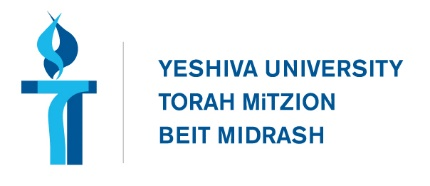 YESHIVA UNIVERSITY
TORAH MiTZION
BEIT MIDRASH